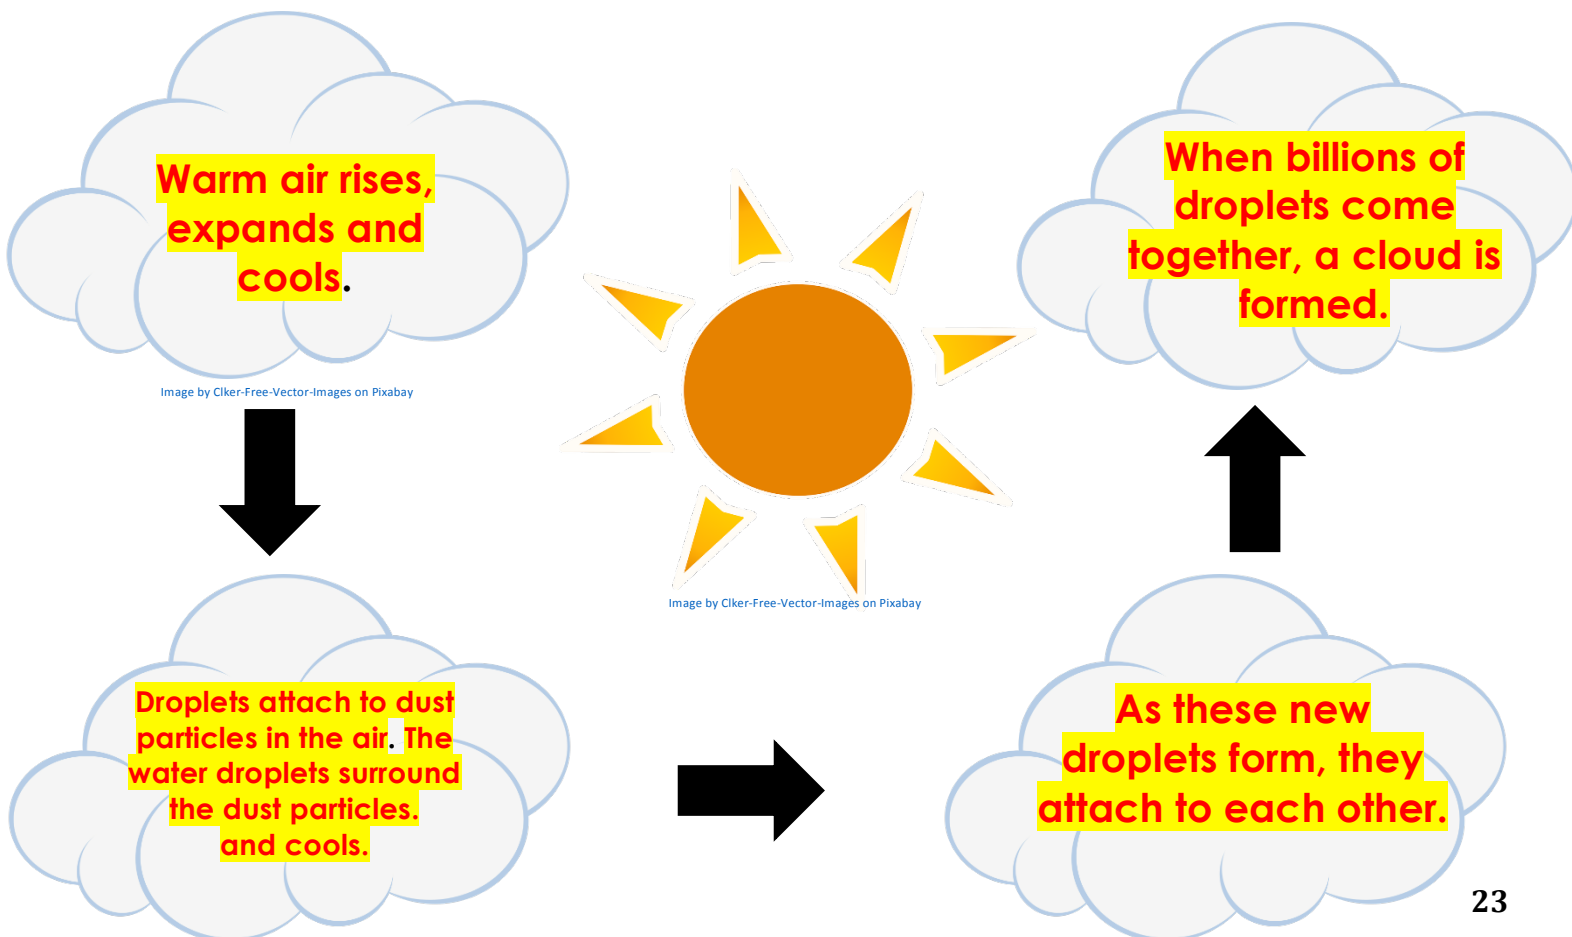 Warm air rises,
expands and
cools.
Image by Clker-Free-Vector-Images on Pixabay
Droplets attach to dust
particles in the air. The
water droplets surround
the dust particles.
and cools.
As these new
droplets form, they
attach to each other.
When billions of
droplets come
together, a cloud is
formed.
Image by Clker-Free-Vector-Images on Pixabay
23